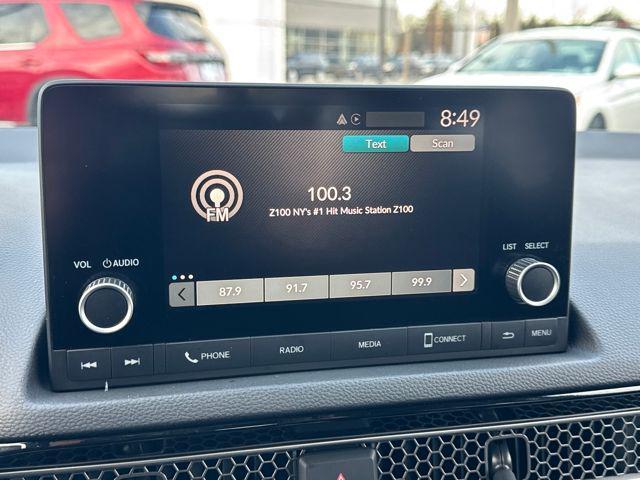 8:49
Text Scan
100.3
FM
Z100 NY's #1 Hit Music Station Z100
VOL AUDIO
LIST SELECT
87.9 91.7 95.7 99.9
PHONE RADIO MEDIA CONNECT MENU